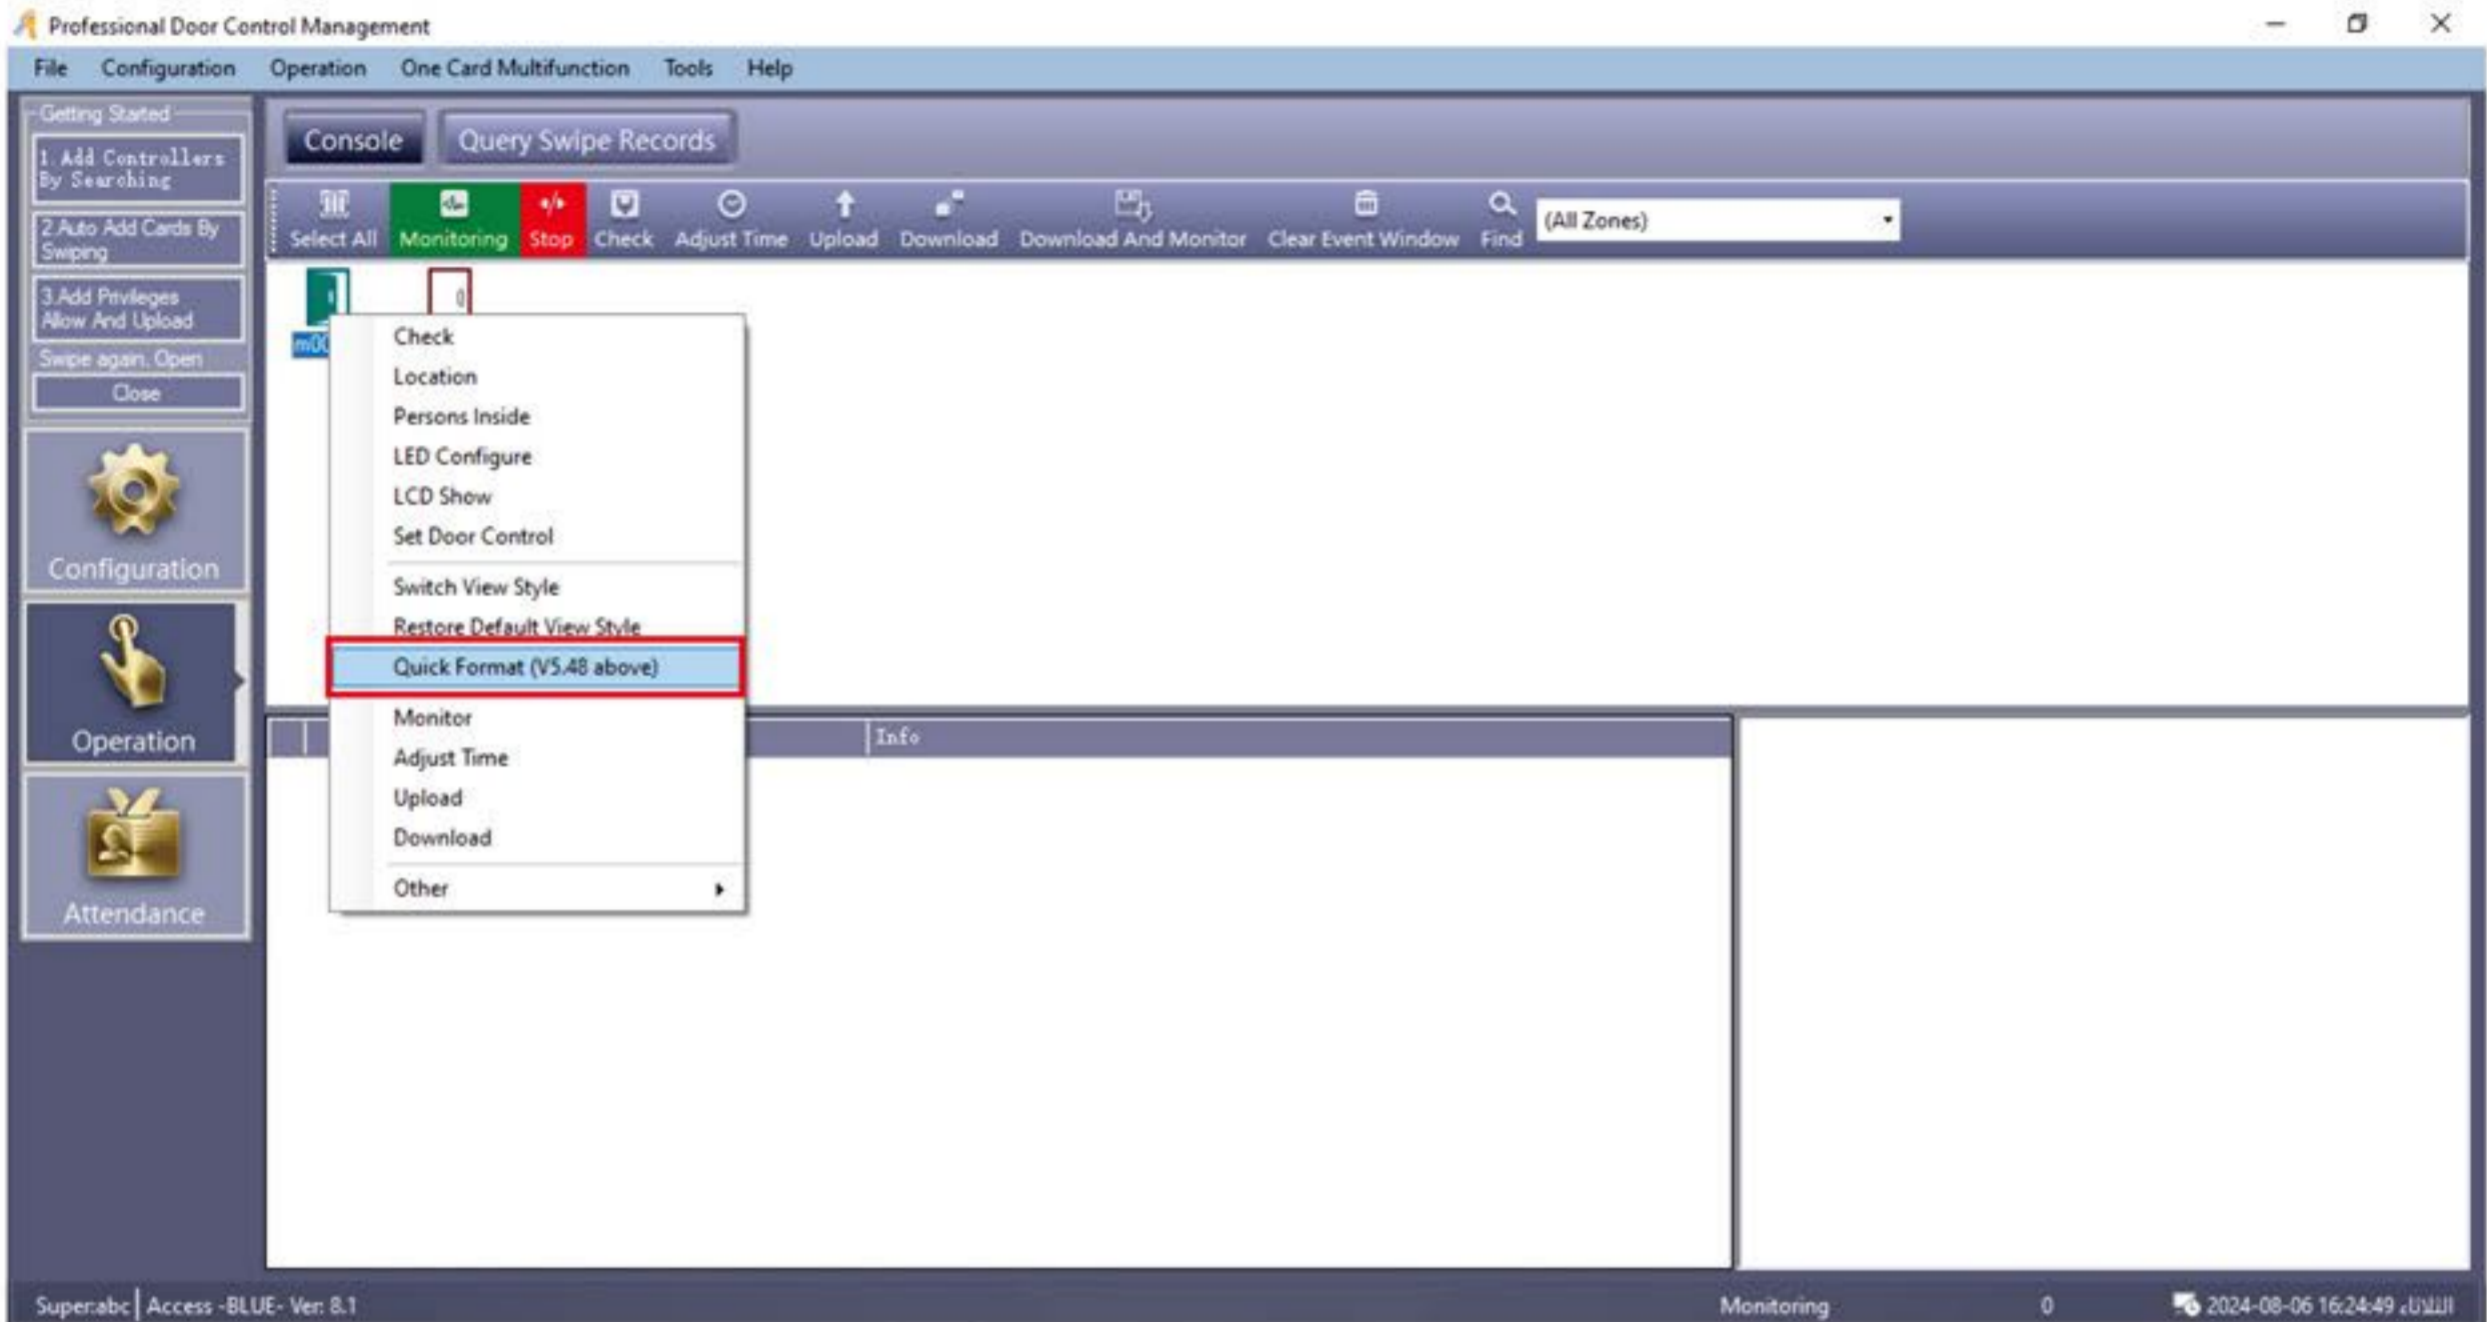 Professional Door Control Management
File Configuration Operation One Card Multifunction Tools Help
Getting Started
1. Add Controllers
By Searching
2.Auto Add Cards By
Swiping
3.Add Privileges
Allow And Upload
Swipe again. Open
Close
Configuration
Operation
Attendance
Console Query Swipe Records
Select All Monitoring Stop Check Adjust Time Upload Download Download And Monitor Clear Event Window Find (All Zones)
Check
Location
Persons Inside
LED Configure
LCD Show
Set Door Control
Switch View Style
Restore Default View Style
Quick Format (V5.48 above)
Monitor
Adjust Time
Upload
Download
Other
Info
Super:abc Access -BLUE- Ver: 8.1 Monitoring 0 2024-08-06 16:24:49 الثلاثاء